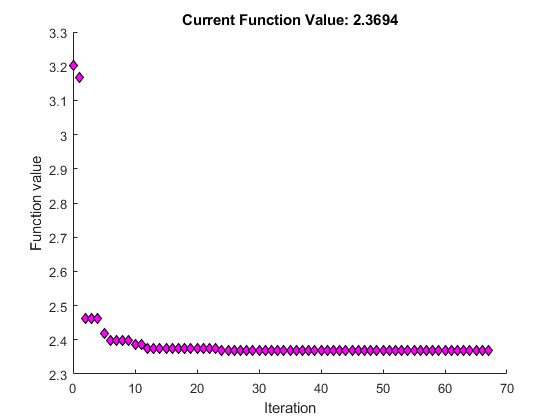 Current Function Value: 2.3694
3.3
3.2
3.1
3
2.9
2.8
2.7
2.6
2.5
2.4
2.3
Function value
0 10 20 30 40 50 60 70
Iteration